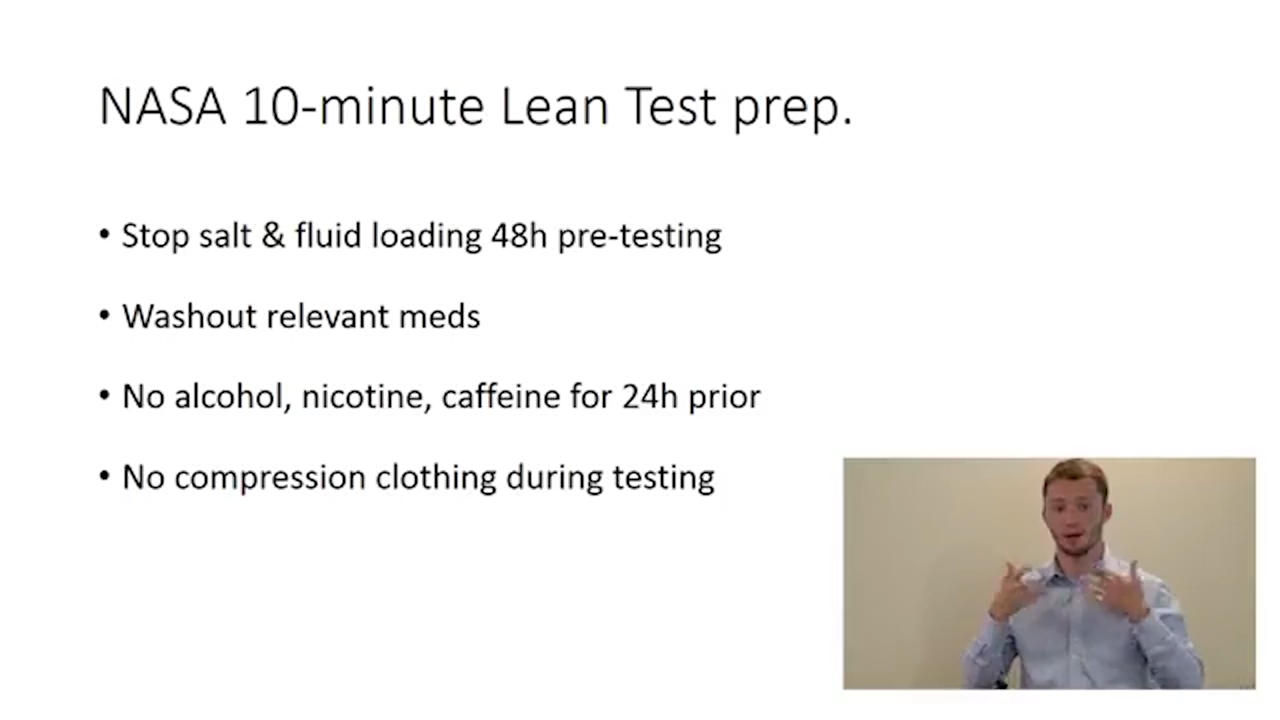 NASA 10-minute Lean Test prep.
• Stop salt & fluid loading 48h pre-testing
• Washout relevant meds
• No alcohol, nicotine, caffeine for 24h prior
• No compression clothing during testing